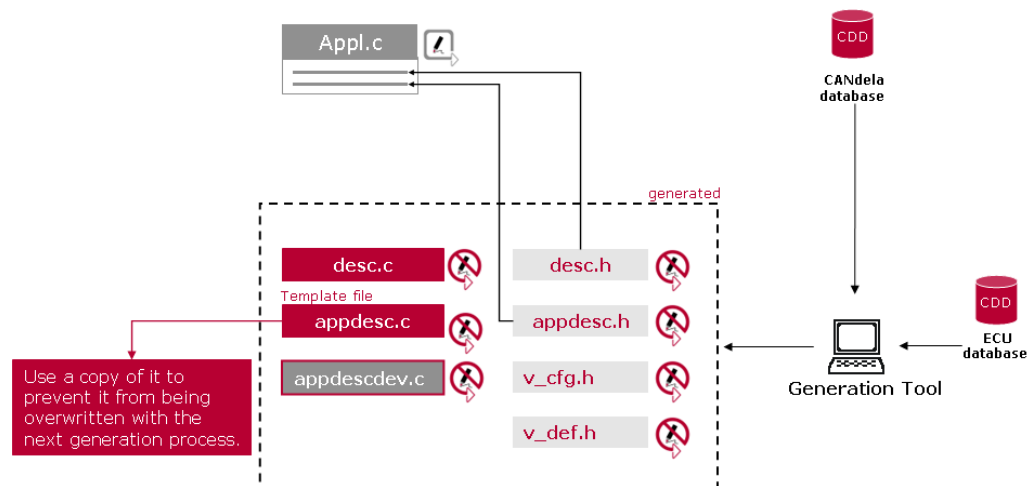 Appl.c
CDD
CANdela
database
generated
desc.c
desc.h
Template file
appdesc.c
appdesc.h
CDD
ECU
database
Use a copy of it to
prevent it from being
overwritten with the
next generation process.
appdescdev.c
v_cfg.h
Generation Tool
v_def.h